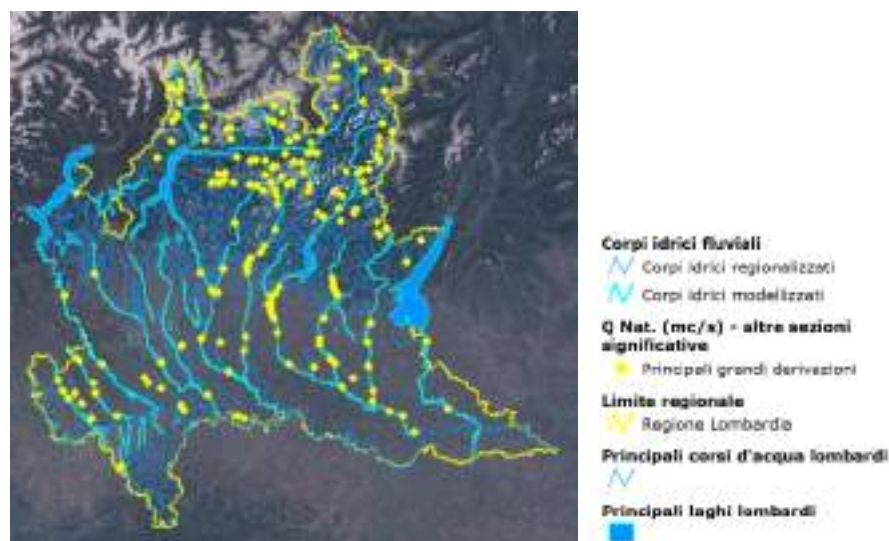 Corpi idrici fluviali
Corpi idrici regionalizzati
Corpi idrici modellizzati
Q Nat. (mc/s) - altre sezioni
significative
Principali grandi derivazioni
Limite regionale
Regione Lombardia
Principali corsi d'acqua lombardi
Principali laghi lombardi